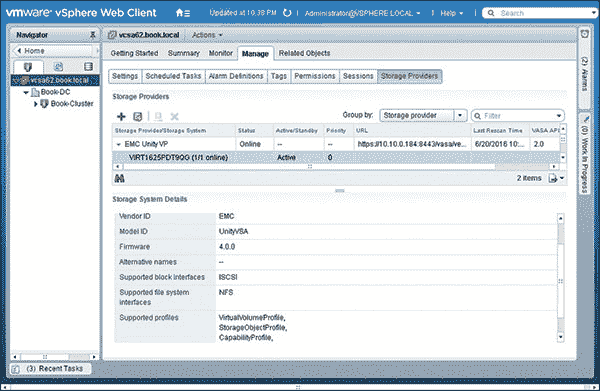 vmware® vSphere Web Client
Updated at 10:38 PM
Administrator@VSPHERE.LOCAL
Help
Search
Navigator
Home
vcsa62.book.local
Book-DC
Book-Cluster
vcsa62.book.local
Actions
Getting Started Summary Monitor Manage Related Objects
Settings Scheduled Tasks Alarm Definitions Tags Permissions Sessions Storage Providers
Storage Providers
Group by: Storage provider
Filter
Storage Provider/Storage System Status Active/Standby Priority URL Last Rescan Time VASA API
EMC Unity VP Online -- -- https://10.10.0.184:8443/vasa/ve... 6/20/2016 10:... 2.0
VIRT1625PDT9QG (1/1 online) Active 0
2 items
Storage System Details
Vendor ID EMC
Model ID UnityVSA
Firmware 4.0.0
Alternative names --
Supported block interfaces ISCSI
Supported file system interfaces NFS
Supported profiles VirtualVolumeProfile,
StorageObjectProfile,
CapabilityProfile,
(3) Recent Tasks
(2) Alarms
(0) Work In Progress